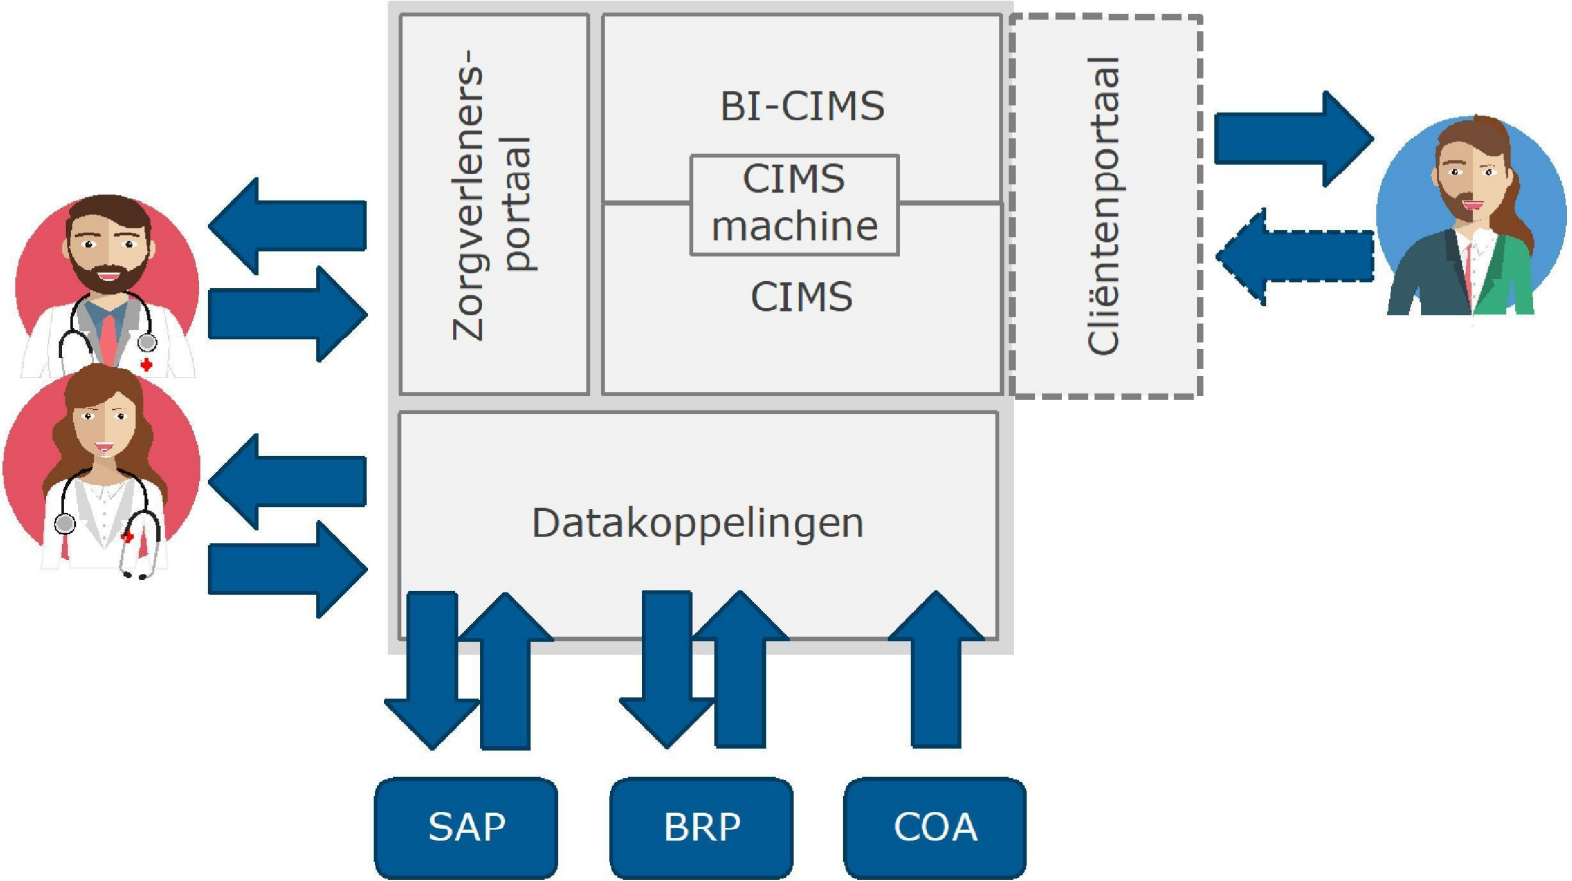 Zorgverleners-
portaal
BI-CIMS
CIMS
machine
CIMS
Cliëntenportaal
Datakoppelingen
SAP
BRP
COA